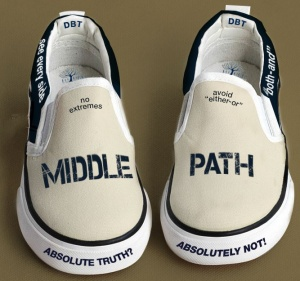 DBT
see every side
no
extremes
MIDDLE
ABSOLUTE TRUTH?
DBT
"both-and"
avoid
"either-or"
PATH
ABSOLUTELY NOT!